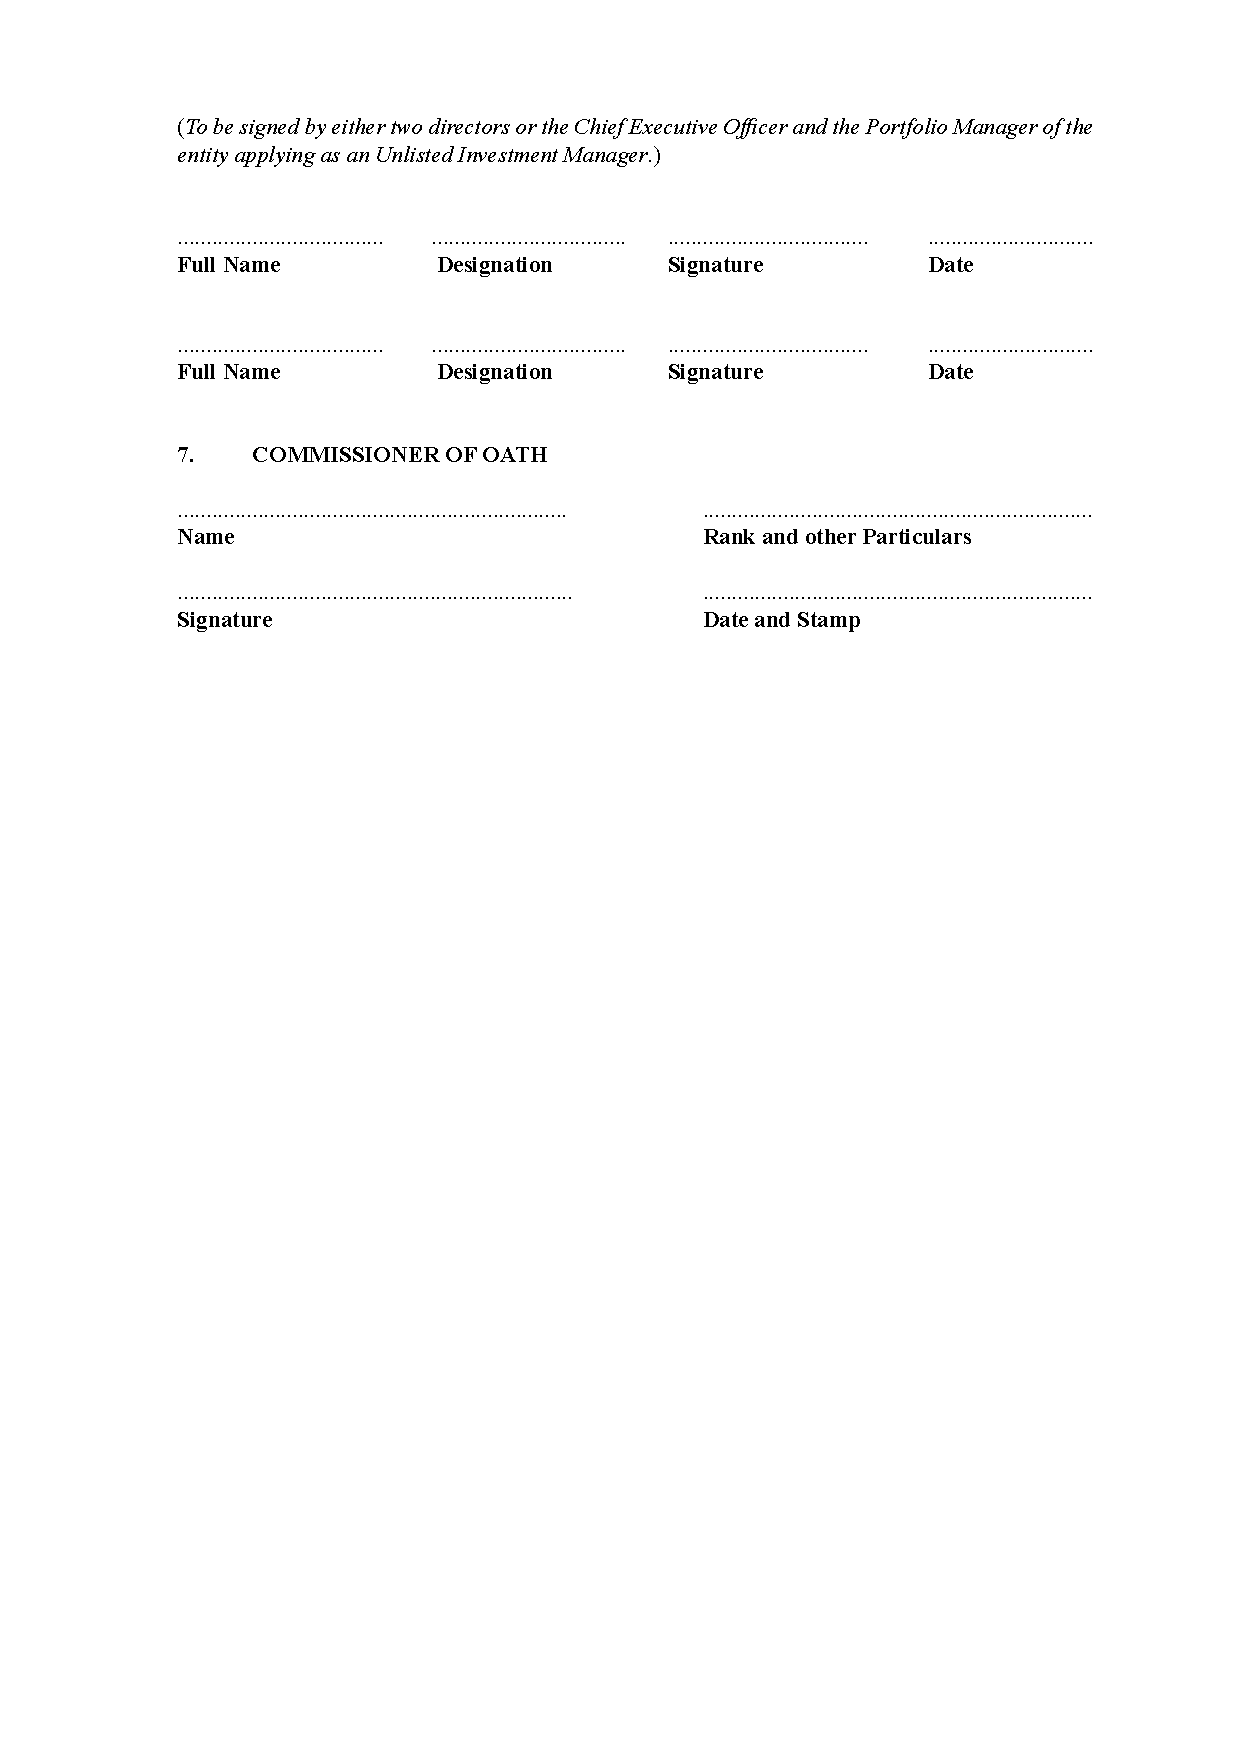 (To be signed by either two directors or the Chief Executive Officer and the Portfolio Manager of the
entity applying as an Unlisted Investment Manager.)
.................................... .................................. ................................... .............................
Full Name Designation Signature Date
.................................... .................................. ................................... .............................
Full Name Designation Signature Date
7. COMMISSIONER OF OATH
.................................................................... ....................................................................
Name Rank and other Particulars
..................................................................... ....................................................................
Signature Date and Stamp